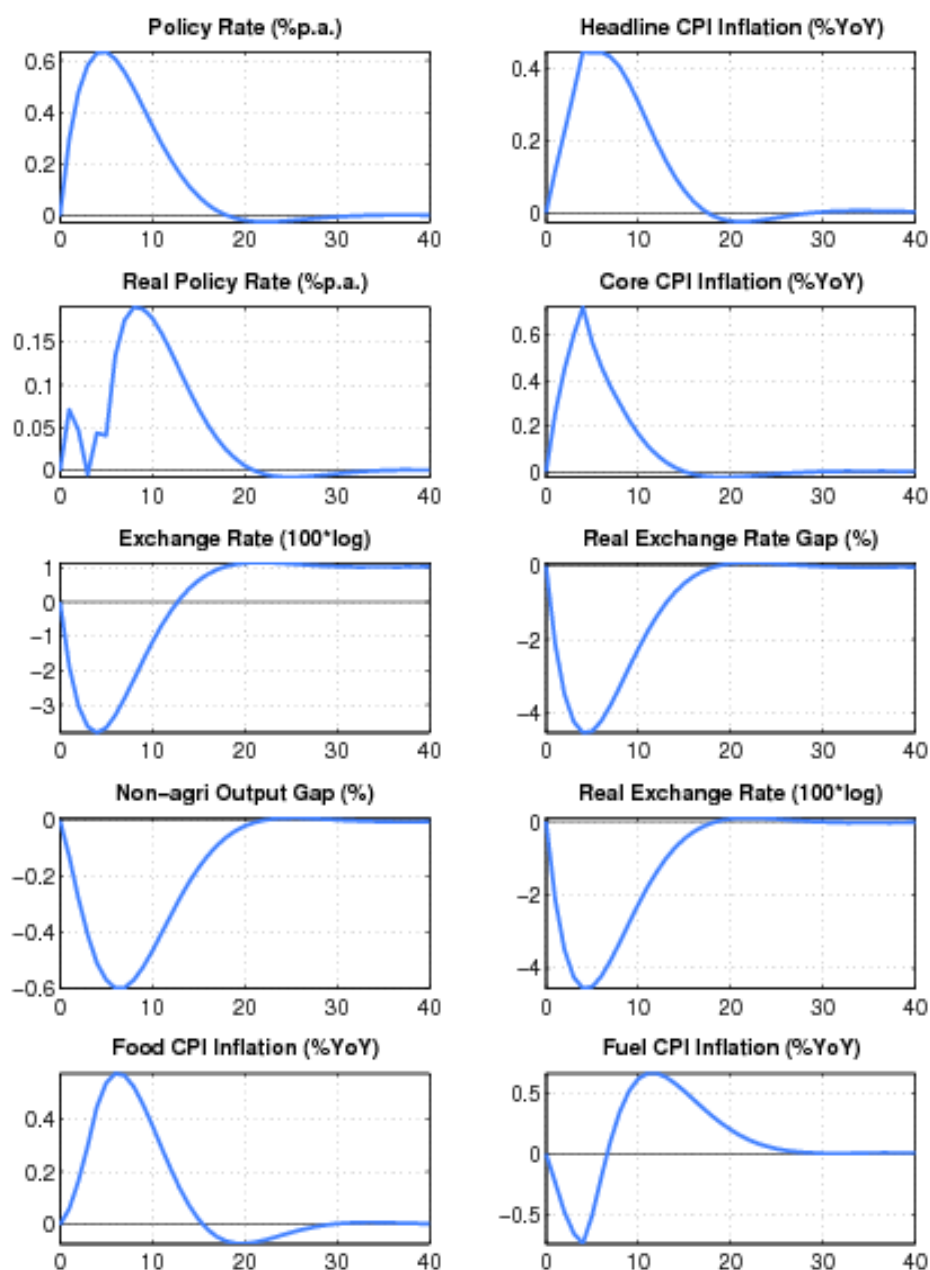 Policy Rate (%p.a.)
0.6
0.4
0.2
0
0 10 20 30 40
Headline CPI Inflation (%YoY)
0.4
0.2
0
0 10 20 30 40
Real Policy Rate (%p.a.)
0.15
0.1
0.05
0
0 10 20 30 40
Core CPI Inflation (%YoY)
0.6
0.4
0.2
0
0 10 20 30 40
Exchange Rate (100*log)
1
0
−1
−2
−3
0 10 20 30 40
Real Exchange Rate Gap (%)
0
−2
−4
0 10 20 30 40
Non−agri Output Gap (%)
0
−0.2
−0.4
−0.6
0 10 20 30 40
Real Exchange Rate (100*log)
0
−2
−4
0 10 20 30 40
Food CPI Inflation (%YoY)
0.4
0.2
0
0 10 20 30 40
Fuel CPI Inflation (%YoY)
0.5
0
−0.5
0 10 20 30 40